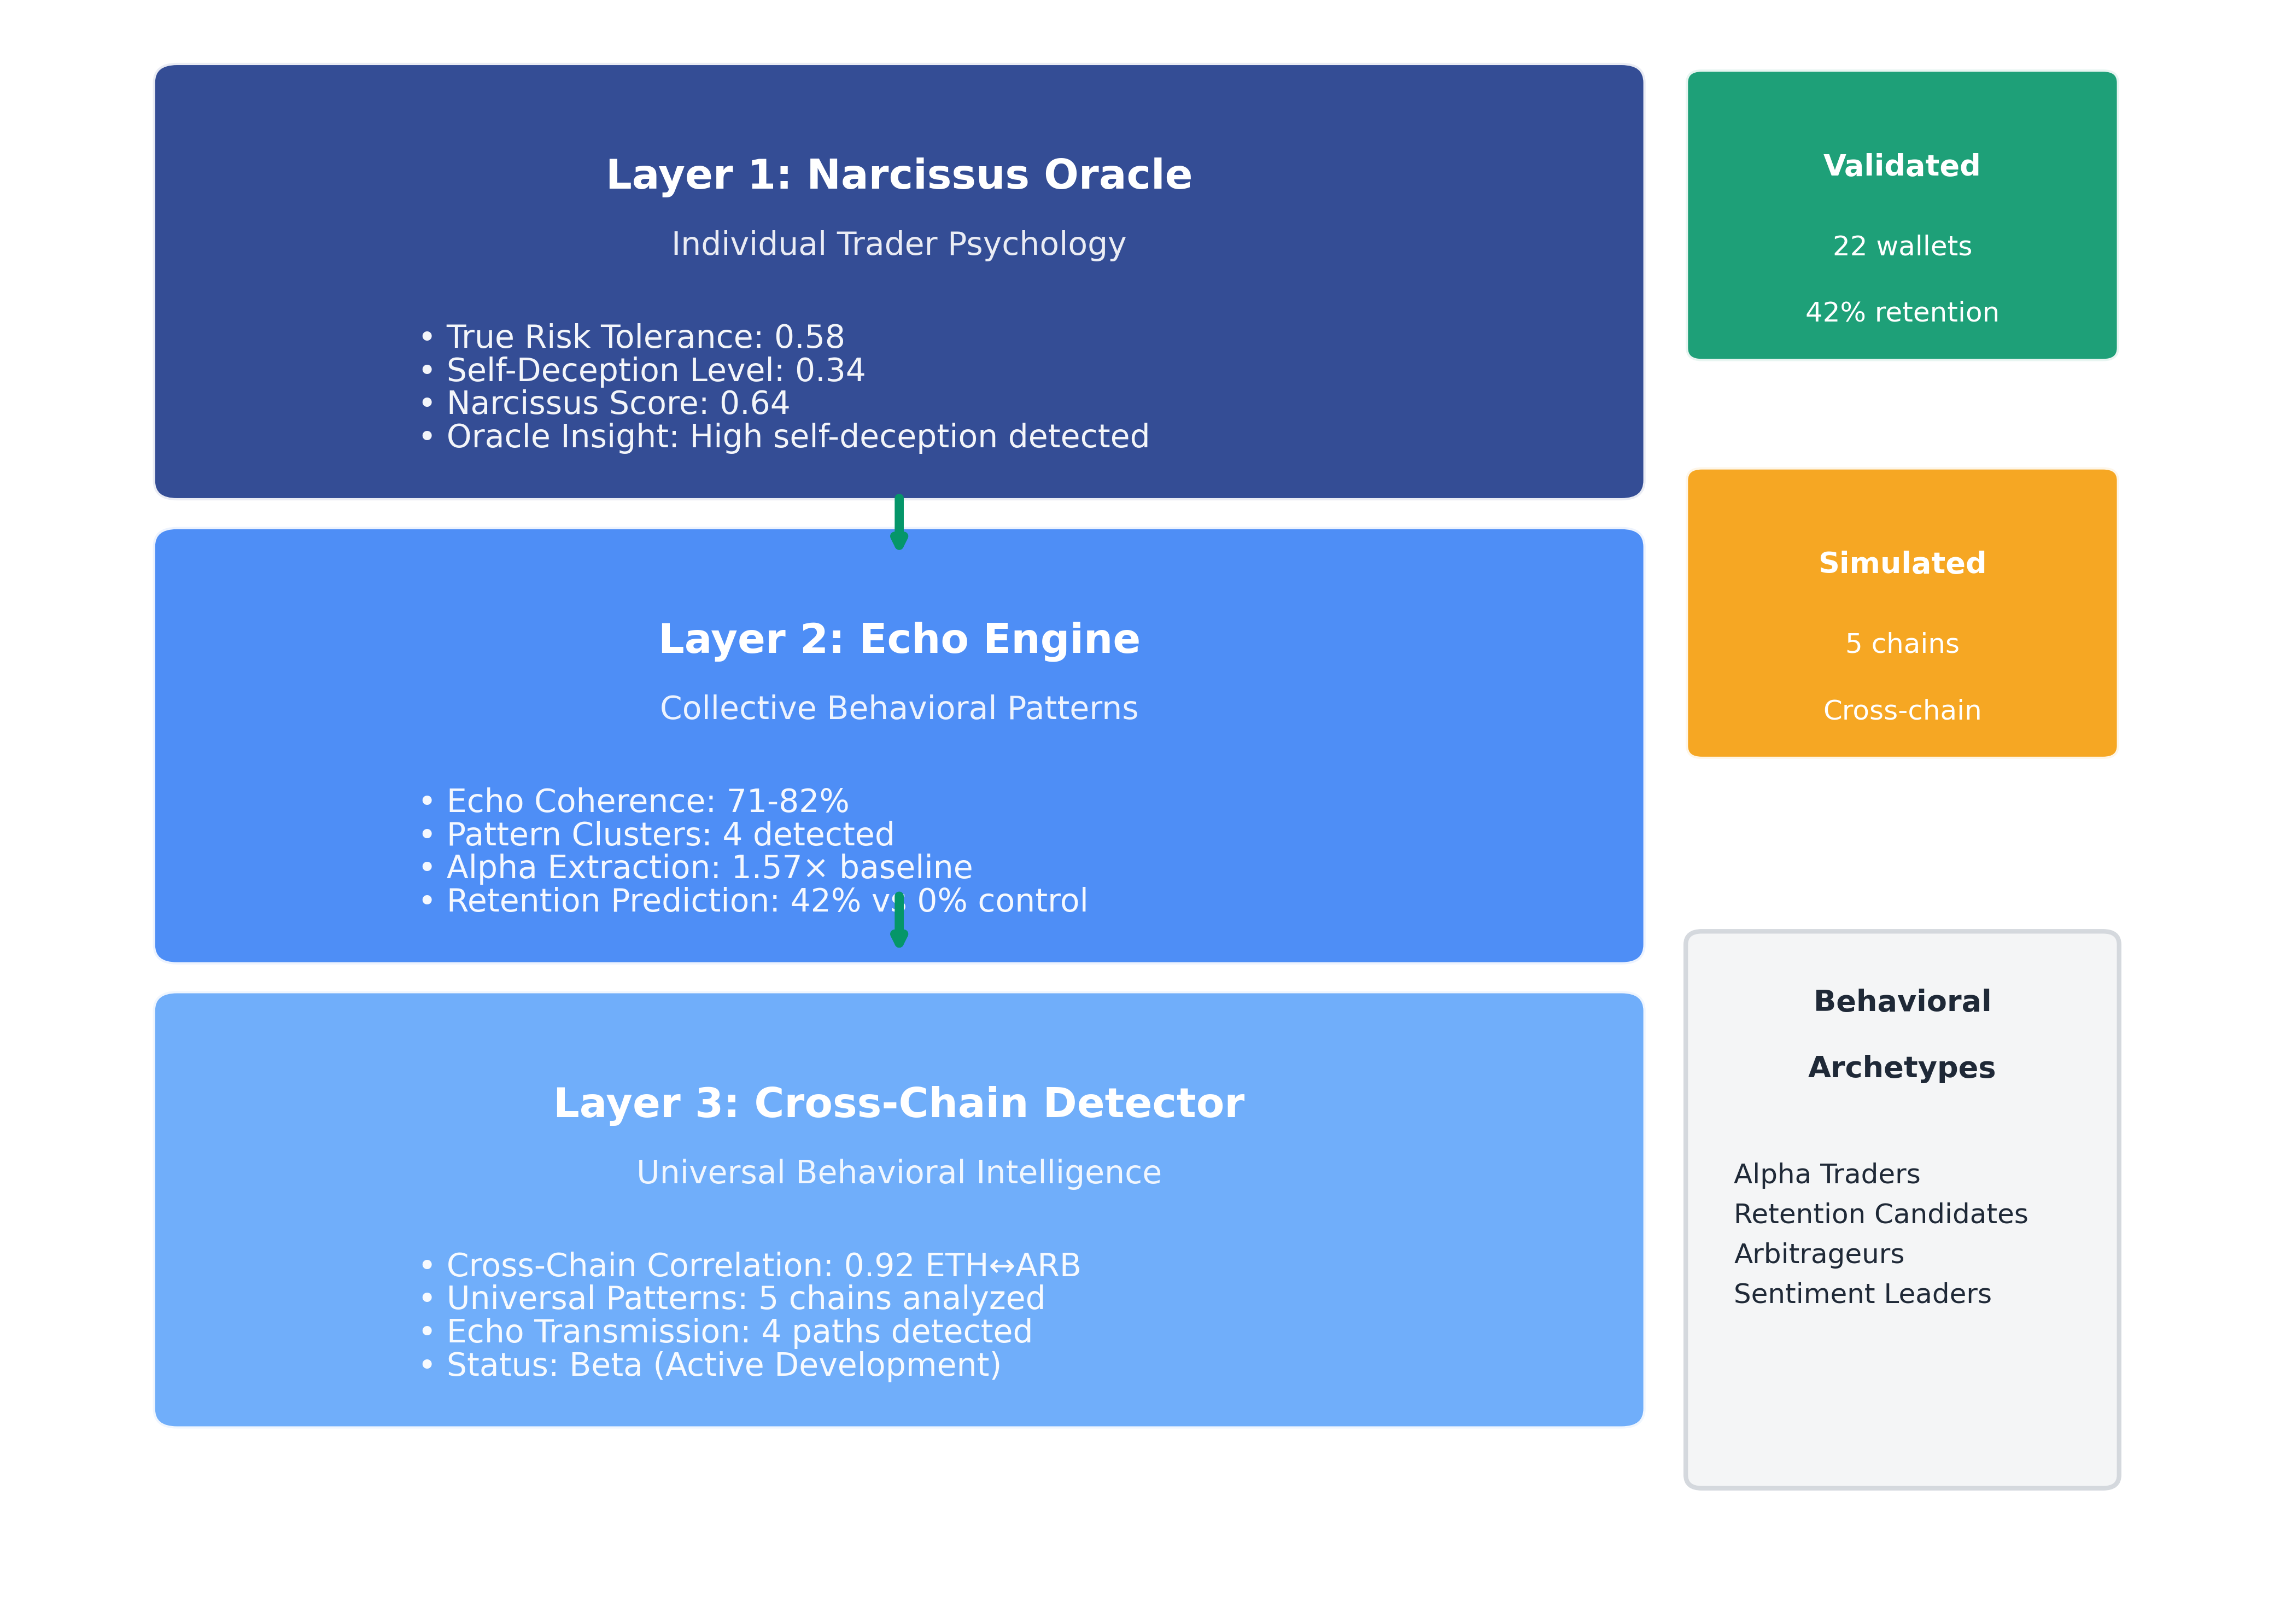 Layer 1: Narcissus Oracle
Individual Trader Psychology
• True Risk Tolerance: 0.58
• Self-Deception Level: 0.34
• Narcissus Score: 0.64
• Oracle Insight: High self-deception detected
Layer 2: Echo Engine
Collective Behavioral Patterns
• Echo Coherence: 71-82%
• Pattern Clusters: 4 detected
• Alpha Extraction: 1.57× baseline
• Retention Prediction: 42% vs 0% control
Layer 3: Cross-Chain Detector
Universal Behavioral Intelligence
• Cross-Chain Correlation: 0.92 ETH↔ARB
• Universal Patterns: 5 chains analyzed
• Echo Transmission: 4 paths detected
• Status: Beta (Active Development)
Validated
22 wallets
42% retention
Simulated
5 chains
Cross-chain
Behavioral
Archetypes
Alpha Traders
Retention Candidates
Arbitrageurs
Sentiment Leaders